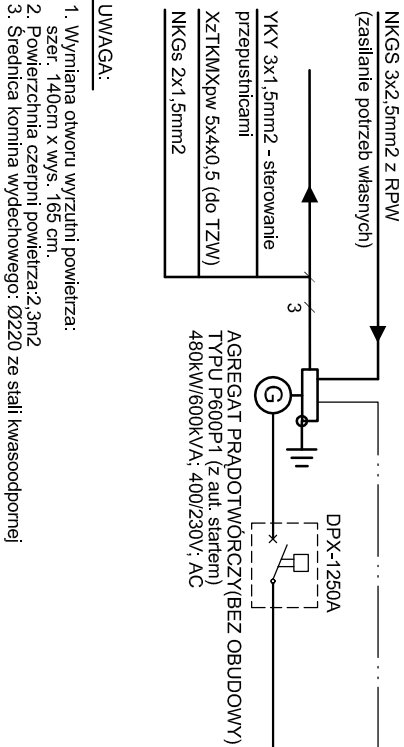 NKGS 3x2,5mm2 z RPW
(zasilanie potrzeb własnych)
YKY 3x1,5mm2 - sterowanie
przepustnicami
XzTKMXpw 5x4x0,5 (do TZW)
NKGs 2x1,5mm2
3
G
DPX-1250A
AGREGAT PRĄDOTWÓRCZY(BEZ OBUDOWY)
TYPU P600P1 (z aut. startem)
480kW/600kVA; 400/230V; AC
UWAGA:
1. Wymiana otworu wyrzutni powietrza:
szer. 140cm x wys. 165 cm.
2. Powierzchnia czerpni powietrza:2,3m2
3. Średnica komina wydechowego: Ø220 ze stali kwasoodpornej